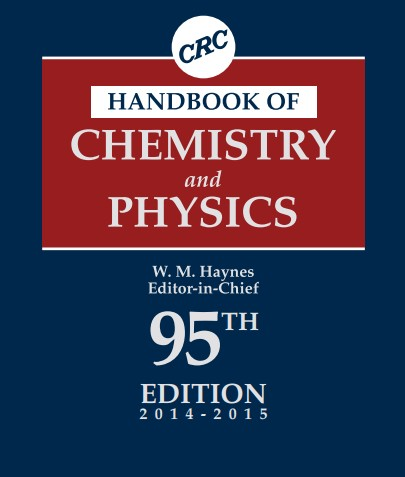 CRC
HANDBOOK OF
CHEMISTRY
and
PHYSICS
W. M. Haynes
Editor-in-Chief
95TH
EDITION
2014-2015